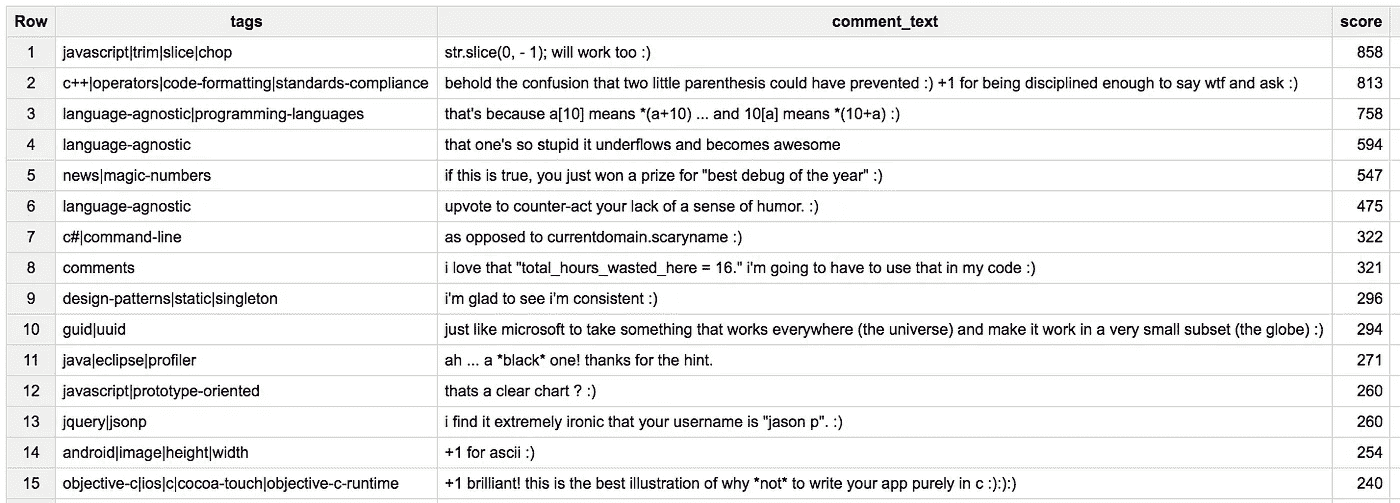 Row tags comment_text score
1 javascript|trim|slice|chop str.slice(0, - 1); will work too :) 858
2 c++|operators|code-formatting|standards-compliance behold the confusion that two little parenthesis could have prevented :) +1 for being disciplined enough to say wtf and ask :) 813
3 language-agnostic|programming-languages that's because a[10] means *(a+10) ... and 10[a] means *(10+a) :) 758
4 language-agnostic that one's so stupid it underflows and becomes awesome 594
5 news|magic-numbers if this is true, you just won a prize for "best debug of the year" :) 547
6 language-agnostic upvote to counter-act your lack of a sense of humor. :) 475
7 c#|command-line as opposed to currentdomain.scaryname :) 322
8 comments i love that "total_hours_wasted_here = 16." i'm going to have to use that in my code :) 321
9 design-patterns|static|singleton i'm glad to see i'm consistent :) 296
10 guid|uuid just like microsoft to take something that works everywhere (the universe) and make it work in a very small subset (the globe) :) 294
11 java|eclipse|profiler ah ... a *black* one! thanks for the hint. 271
12 javascript|prototype-oriented thats a clear chart ? :) 260
13 jquery|jsonp i find it extremely ironic that your username is "jason p". :) 260
14 android|image|height|width +1 for ascii :) 254
15 objective-c|ios|c|cocoa-touch|objective-c-runtime +1 brilliant! this is the best illustration of why *not* to write your app purely in c :):):) 240